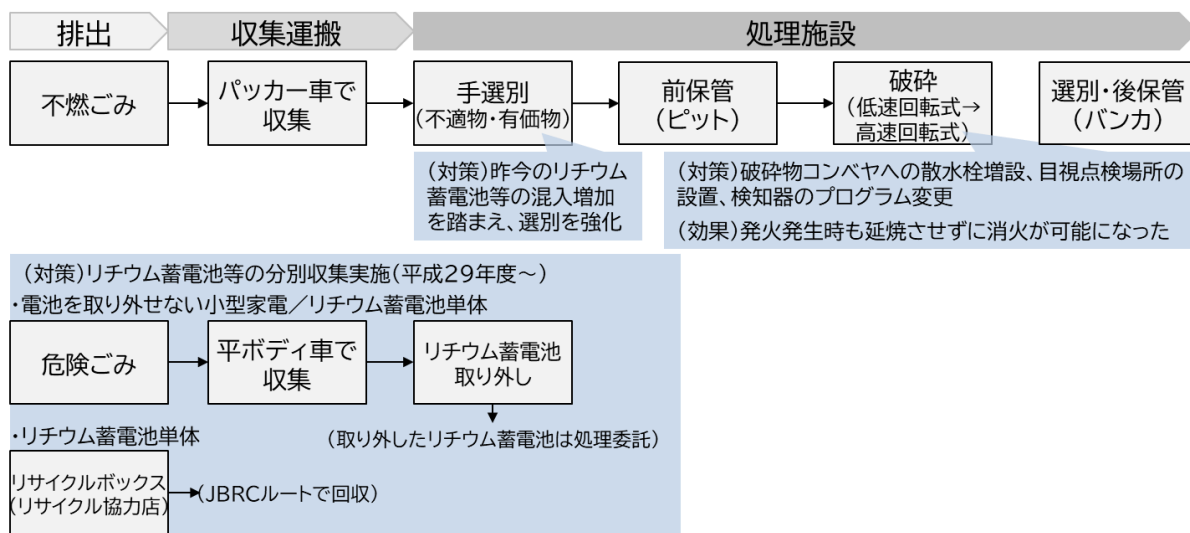 排出
収集運搬
処理施設
不燃ごみ
パッカー車で
収集
手選別
(不適物・有価物)
前保管
(ピット)
破砕
(低速回転式→
高速回転式)
選別・後保管
(バンカ)
(対策)昨今のリチウム
蓄電池等の混入増加
を踏まえ、選別を強化
(対策)破砕物コンベヤへの散水栓増設、目視点検場所の
設置、検知器のプログラム変更
(効果)発火発生時も延焼させずに消火が可能になった
(対策)リチウム蓄電池等の分別収集実施(平成29年度~)
・電池を取り外せない小型家電/リチウム蓄電池単体
危険ごみ
平ボディ車で
収集
リチウム蓄電池
取り外し
(取り外したリチウム蓄電池は処理委託)
・リチウム蓄電池単体
リサイクルボックス
(リサイクル協力店)
(JBRCルートで回収)